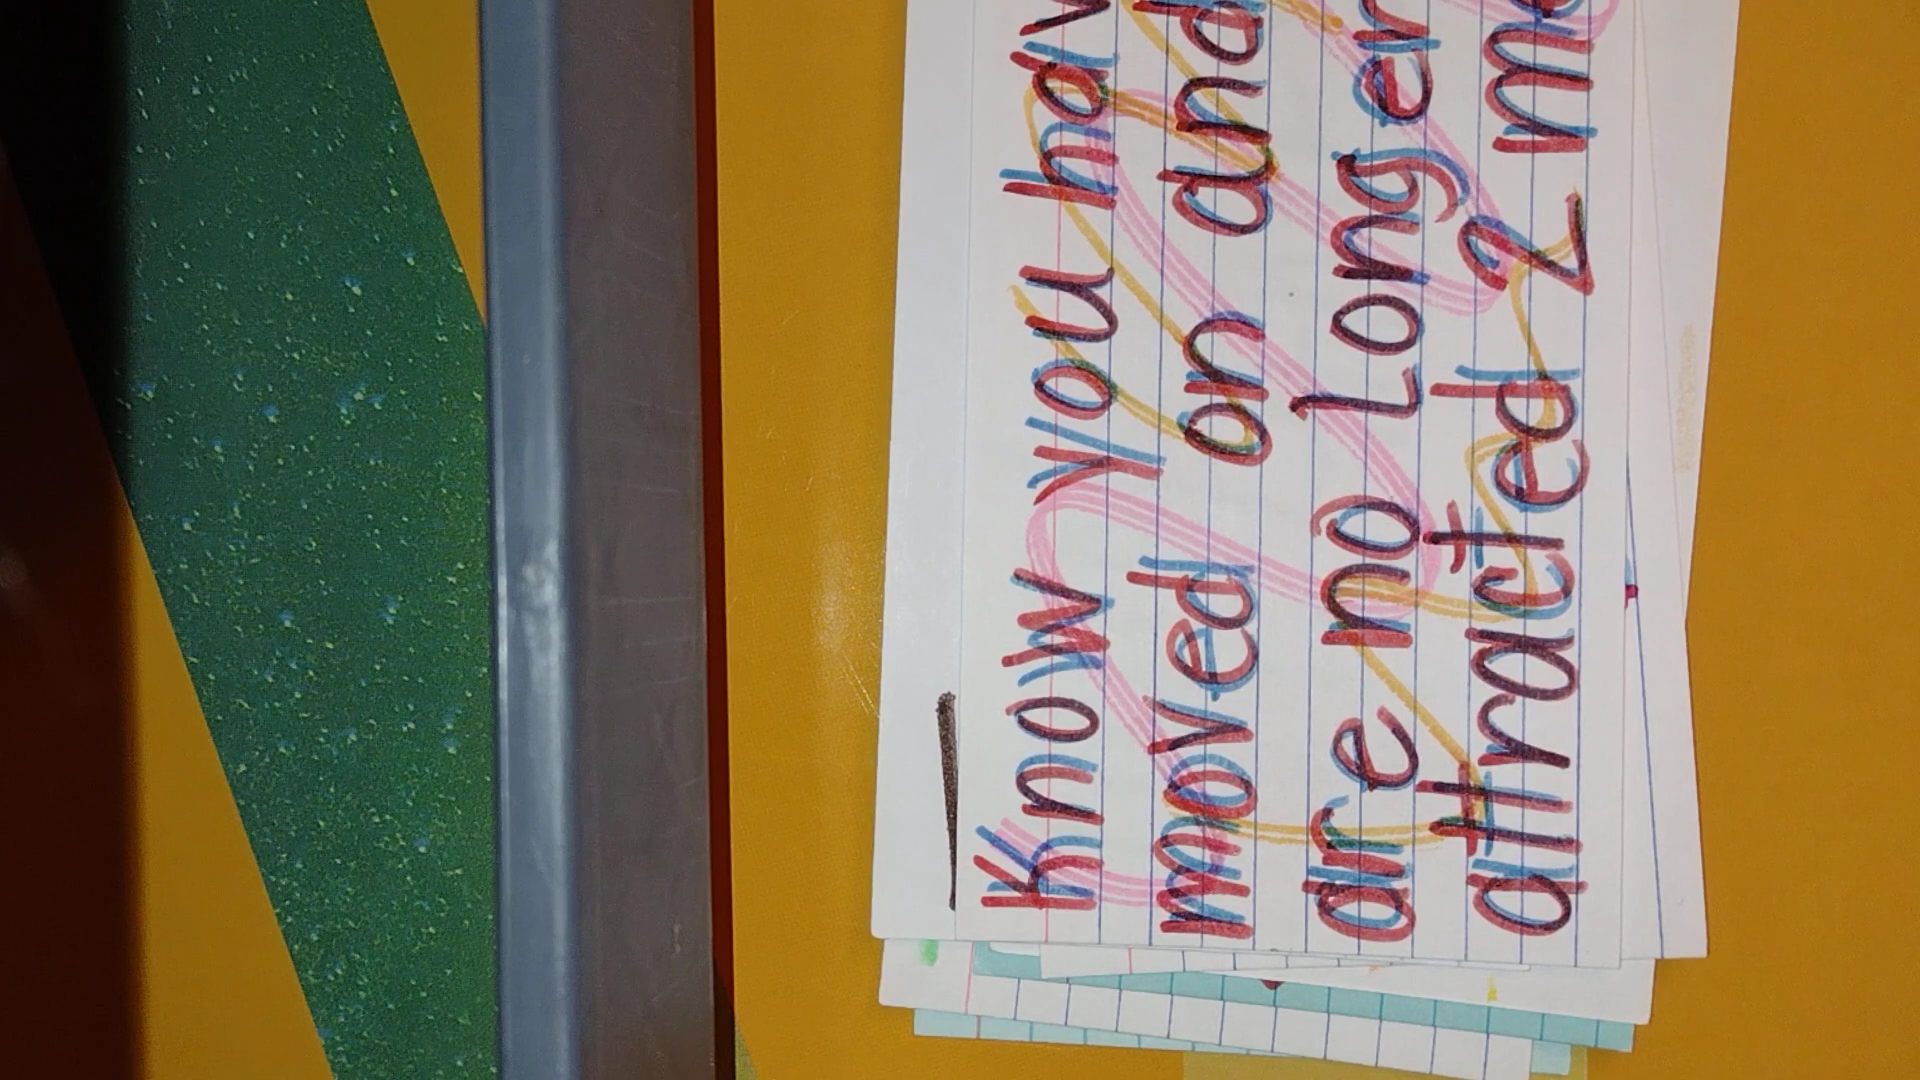 Know you hav
moved on and
are no Longer
attracted 2 me